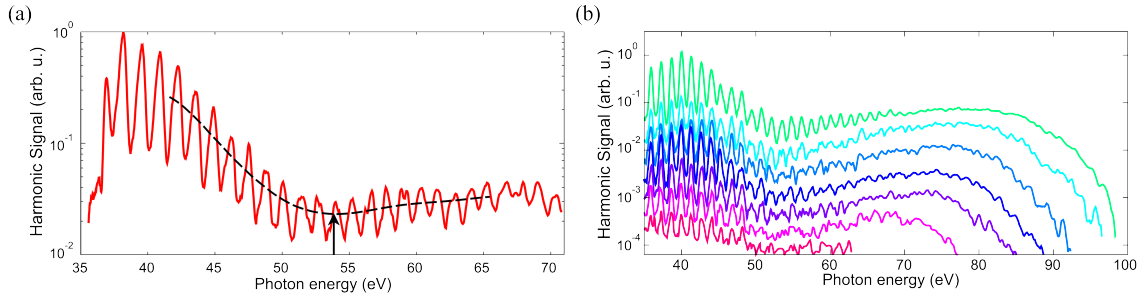 (a)
Harmonic Signal (arb. u.)
10^0
10^-1
10^-2
35 40 45 50 55 60 65 70
Photon energy (eV)
(b)
Harmonic Signal (arb. u.)
10^0
10^-1
10^-2
10^-3
10^-4
40 50 60 70 80 90 100
Photon energy (eV)